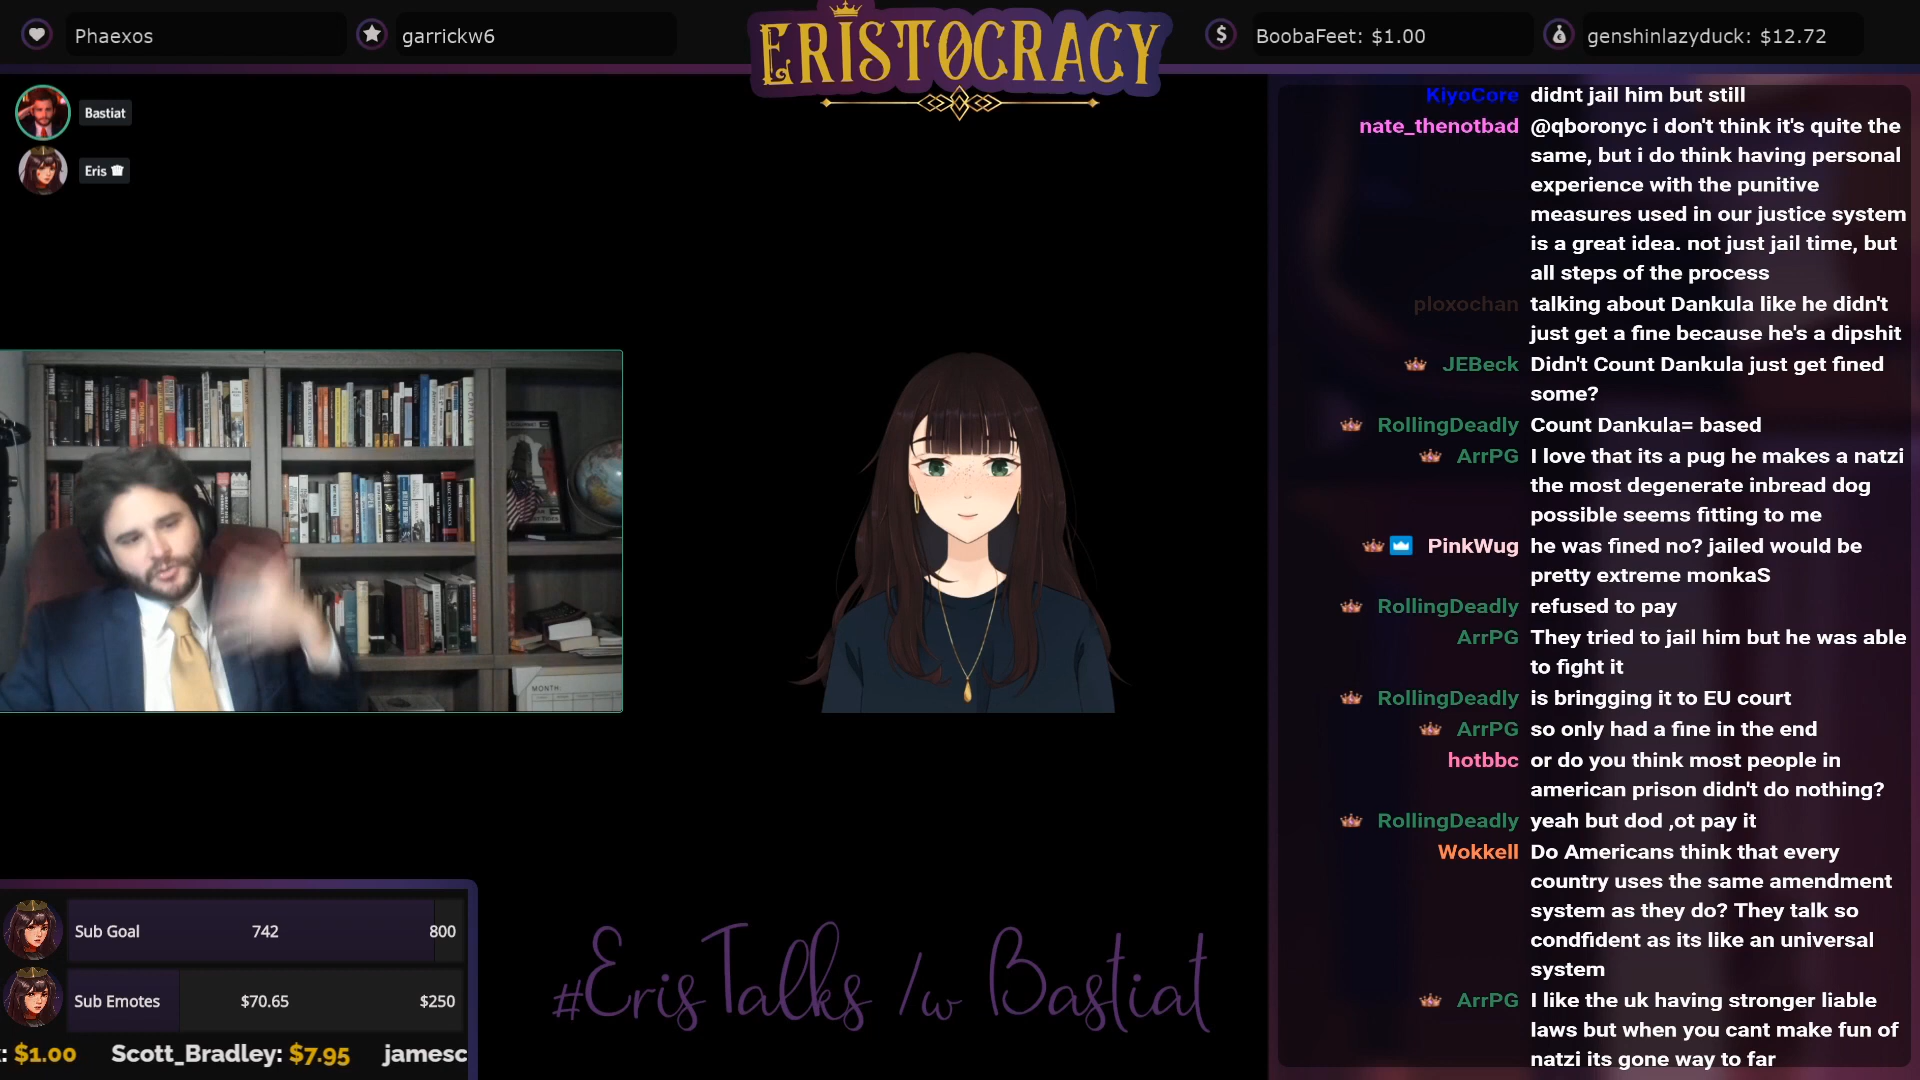 Phaexos
garrickw6
ERISTOCRACY
BoobaFeet: $1.00
genshinlazyduck: $12.72
Bastiat
Eris
MONTH:
KiyoCore didnt jail him but still
nate_thenotbad @qboronyc i don't think it's quite the
same, but i do think having personal
experience with the punitive
measures used in our justice system
is a great idea. not just jail time, but
all steps of the process
ploxochan talking about Dankula like he didn't
just get a fine because he's a dipshit
JEBeck Didn't Count Dankula just get fined
some?
RollingDeadly Count Dankula= based
ArrPG I love that its a pug he makes a natzi
the most degenerate inbread dog
possible seems fitting to me
PinkWug he was fined no? jailed would be
pretty extreme monkaS
RollingDeadly refused to pay
ArrPG They tried to jail him but he was able
to fight it
RollingDeadly is bringging it to EU court
ArrPG so only had a fine in the end
hotbbc or do you think most people in
american prison didn't do nothing?
RollingDeadly yeah but dod ,ot pay it
Wokkell Do Americans think that every
country uses the same amendment
system as they do? They talk so
condfident as its like an universal
system
ArrPG I like the uk having stronger liable
laws but when you cant make fun of
natzi its gone way to far
Sub Goal 742 800
Sub Emotes $70.65 $250
: $1.00 Scott_Bradley: $7.95 jamesc
#ErisTalks /w Bastiat